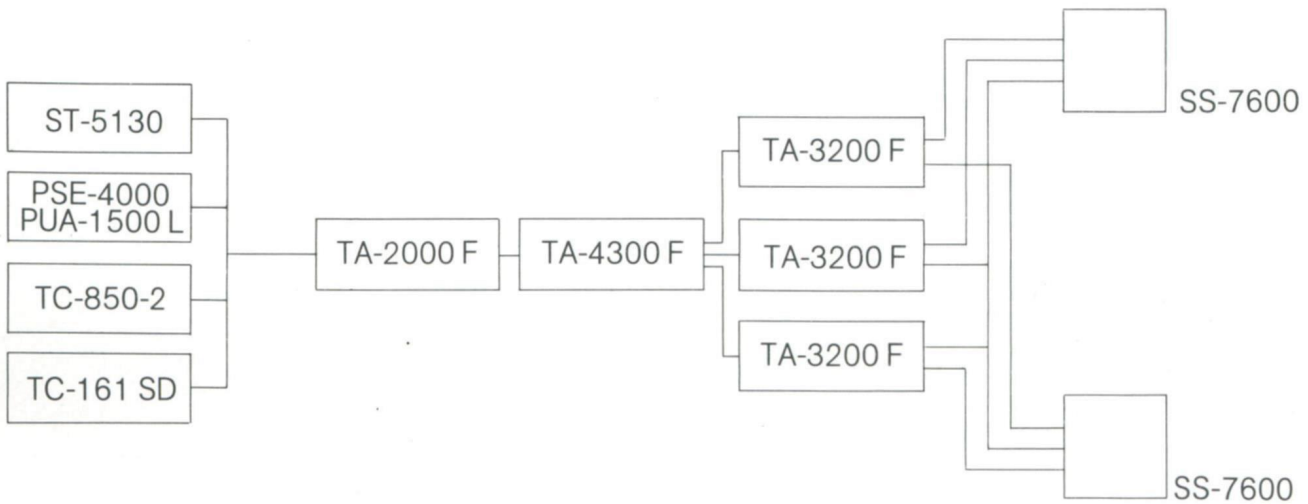 ST-5130
PSE-4000
PUA-1500 L
TC-850-2
TC-161 SD
TA-2000 F
TA-4300 F
TA-3200 F
TA-3200 F
TA-3200 F
SS-7600
SS-7600